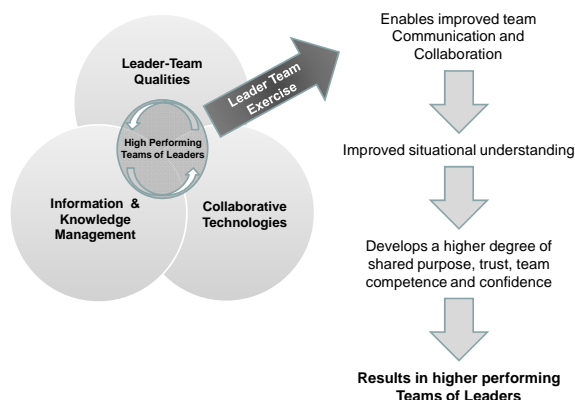 Leader-Team
Qualities
High Performing
Teams of Leaders
Information &
Knowledge
Management
Collaborative
Technologies
Leader Team
Exercise
Enables improved team
Communication and
Collaboration
Improved situational understanding
Develops a higher degree of
shared purpose, trust, team
competence and confidence
Results in higher performing
Teams of Leaders